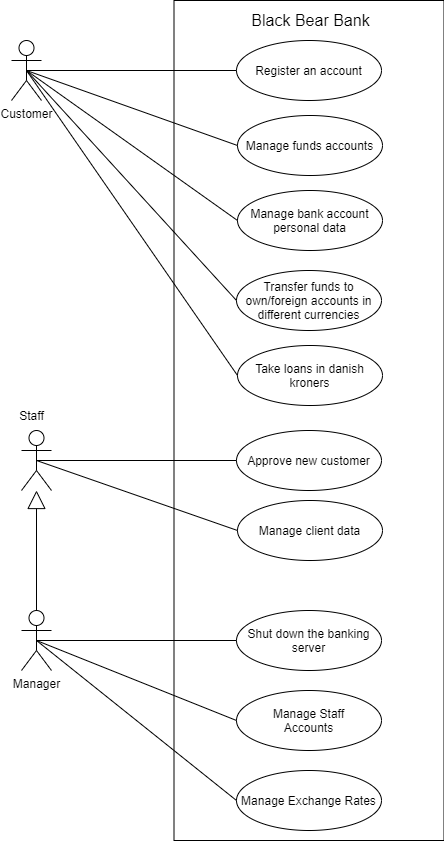 Black Bear Bank
Register an account
Customer
Manage funds accounts
Manage bank account
personal data
Transfer funds to
own/foreign accounts in
different currencies
Take loans in danish
kroners
Staff
Approve new customer
Manage client data
Shut down the banking
server
Manager
Manage Staff
Accounts
Manage Exchange Rates